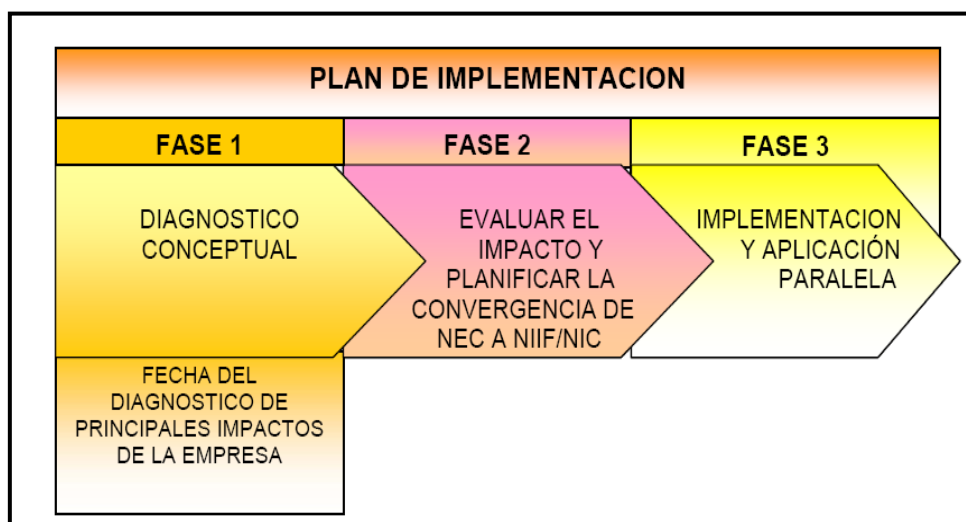 PLAN DE IMPLEMENTACION
FASE 1
FASE 2
FASE 3
DIAGNOSTICO
CONCEPTUAL
EVALUAR EL
IMPACTO Y
PLANIFICAR LA
CONVERGENCIA DE
NEC A NIIF/NIC
IMPLEMENTACION
Y APLICACIÓN
PARALELA
FECHA DEL
DIAGNOSTICO DE
PRINCIPALES IMPACTOS
DE LA EMPRESA